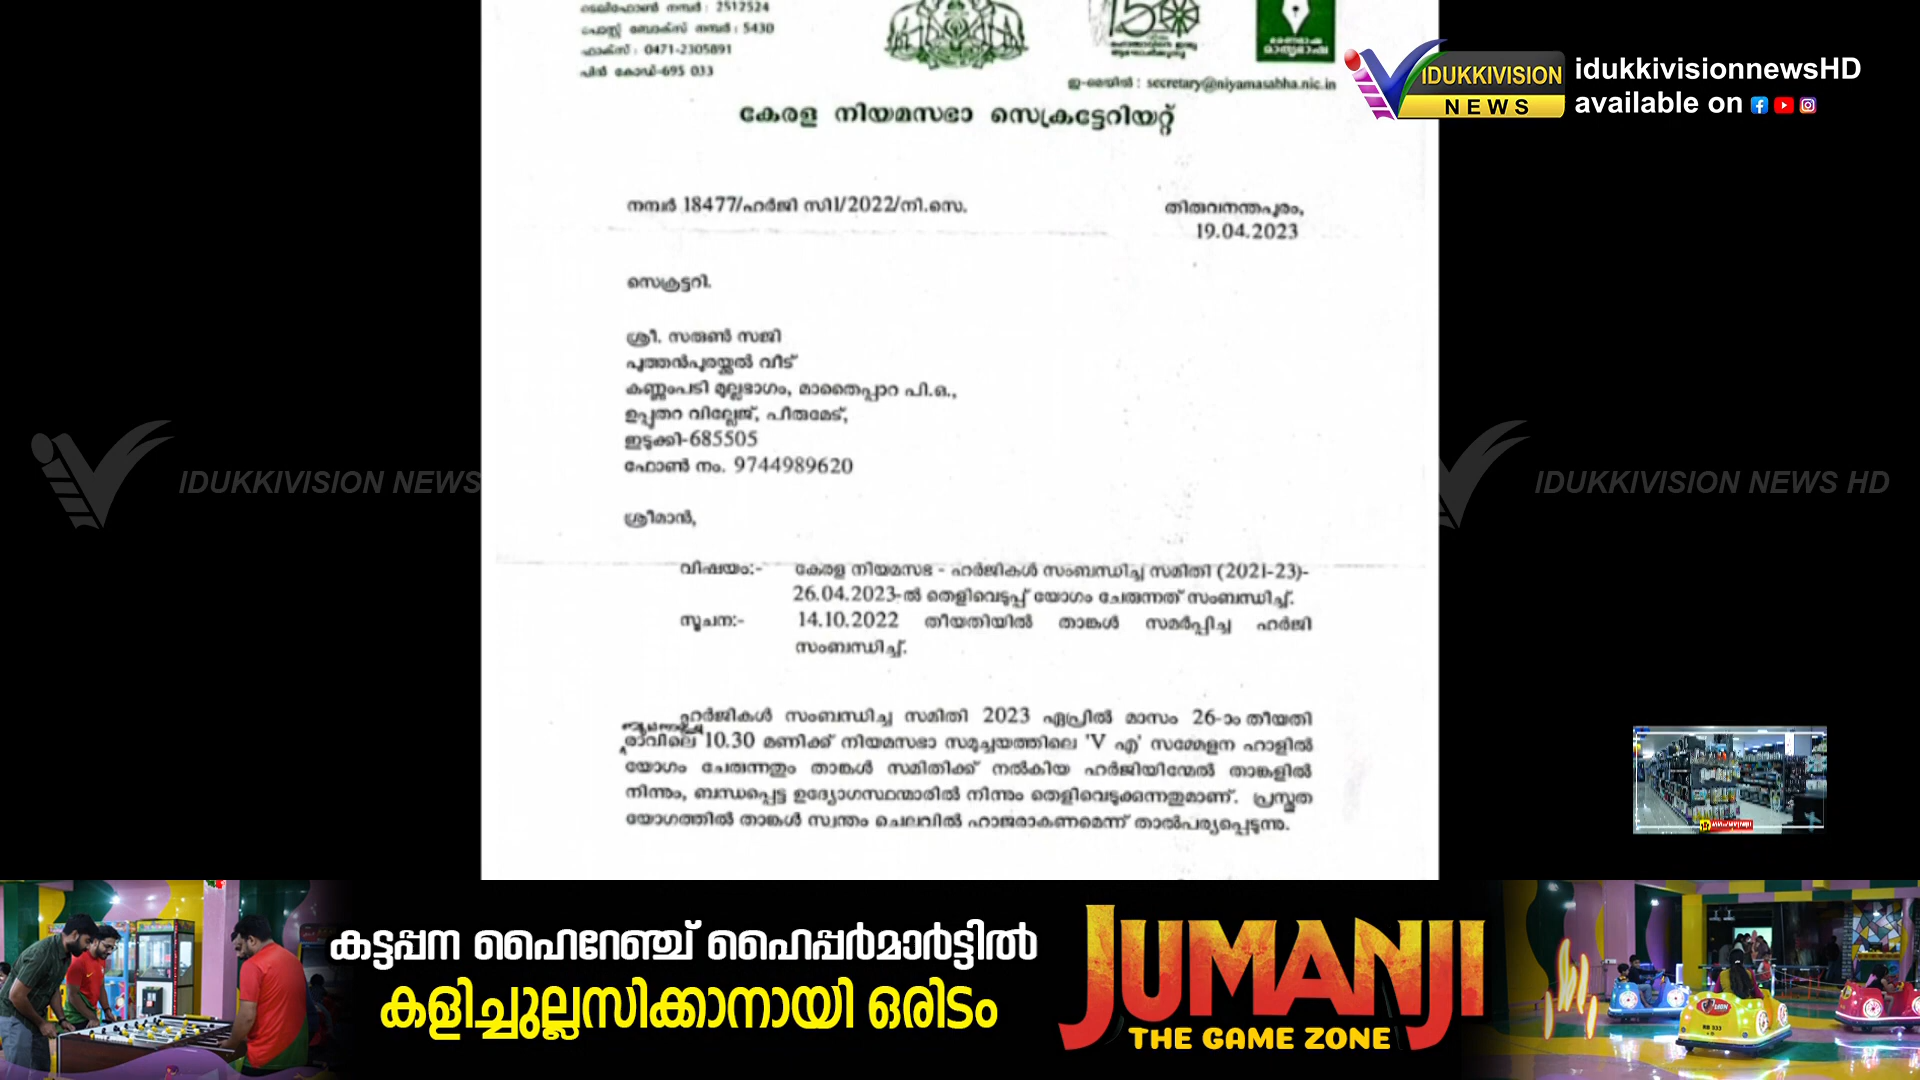 ടെലിഫോൺ നമ്പർ : 2512524
പോസ്റ്റ് ബോക്സ് നമ്പർ : 5430
ഫാക്സ് : 0471-2305891
പിൻ കോഡ്-695 033
150
മാതൃഭാഷ
ഇ-മെയിൽ : secretary@niyamasabha.nic.in
കേരള നിയമസഭാ സെക്രട്ടേറിയറ്റ്
IDUKKIVISION
NEWS
idukkivisionnewsHD
available on
നമ്പർ 18477/ഹർജി സി1/2022/നി.സെ.
തിരുവനന്തപുരം,
19.04.2023
സെക്രട്ടറി.
ശ്രീ. സരുൺ സജി
പുത്തൻപുരയ്ക്കൽ വീട്
കണ്ണംപടി മുല്ലഭാഗം, മാതൈപ്പാറ പി.ഒ.,
ഉപ്പുതറ വില്ലേജ്, പീരുമേട്,
ഇടുക്കി-685505
ഫോൺ നം. 9744989620
IDUKKIVISION NEWS
IDUKKIVISION NEWS HD
ശ്രീമാൻ,
വിഷയം:- കേരള നിയമസഭ - ഹർജികൾ സംബന്ധിച്ച സമിതി (2021-23)-
26.04.2023-ൽ തെളിവെടുപ്പ് യോഗം ചേരുന്നത് സംബന്ധിച്ച്.
സൂചന:- 14.10.2022 തീയതിയിൽ താങ്കൾ സമർപ്പിച്ച ഹർജി
സംബന്ധിച്ച്.
ഹർജികൾ സംബന്ധിച്ച സമിതി 2023 ഏപ്രിൽ മാസം 26-ാം തീയതി
രാവിലെ 10.30 മണിക്ക് നിയമസഭാ സമുച്ചയത്തിലെ 'V എ' സമ്മേളന ഹാളിൽ
യോഗം ചേരുന്നതും താങ്കൾ സമിതിക്ക് നൽകിയ ഹർജിയിന്മേൽ താങ്കളിൽ
നിന്നും, ബന്ധപ്പെട്ട ഉദ്യോഗസ്ഥന്മാരിൽ നിന്നും തെളിവെടുക്കുന്നതുമാണ്. പ്രസ്തുത
യോഗത്തിൽ താങ്കൾ സ്വന്തം ചെലവിൽ ഹാജരാകണമെന്ന് താൽപര്യപ്പെടുന്നു.
കട്ടപ്പന ഹൈറേഞ്ച് ഹൈപ്പർമാർട്ടിൽ
കളിച്ചുല്ലസിക്കാനായി ഒരിടം
JUMANJI
THE GAME ZONE